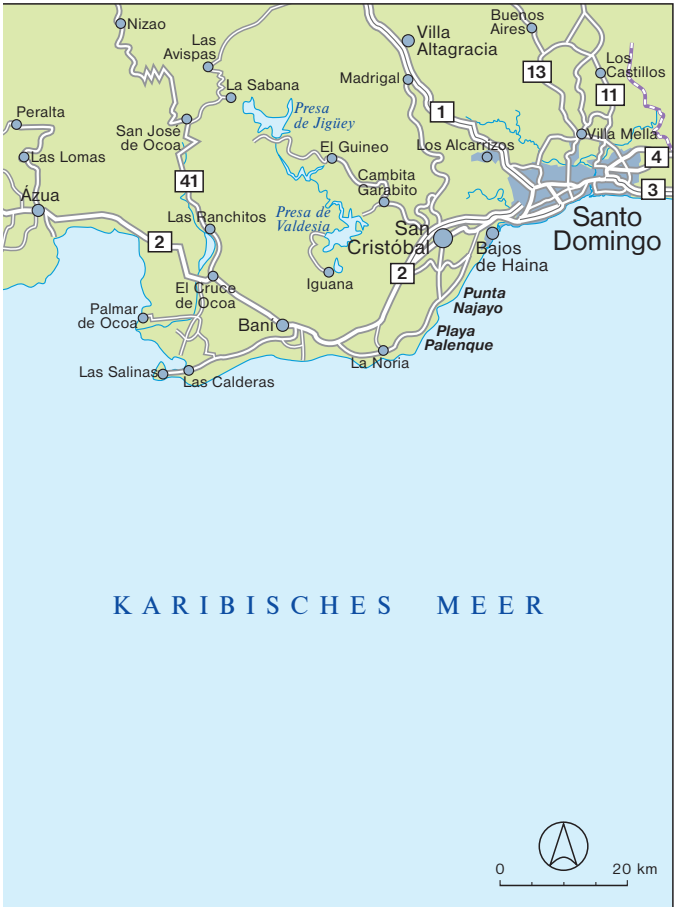 Nizao
Las
Avispas
Villa
Altagracia
Buenos
Aires
Los
Castillos
La Sabana
Madrigal
13
11
Peralta
Presa
de Jigüey
1
San José
de Ocoa
Villa Mella
Las Lomas
El Guineo
Los Alcarrizos
4
41
Cambita
Garabito
3
Ázua
Las Ranchitos
Presa de
Valdesia
San
Cristóbal
Santo
Domingo
2
Bajos
de Haina
2
El Cruce
de Ocoa
Iguana
Punta
Najayo
Palmar
de Ocoa
Baní
Playa
Palenque
La Noria
Las Salinas
Las Calderas
KARIBISCHES MEER
0 20 km